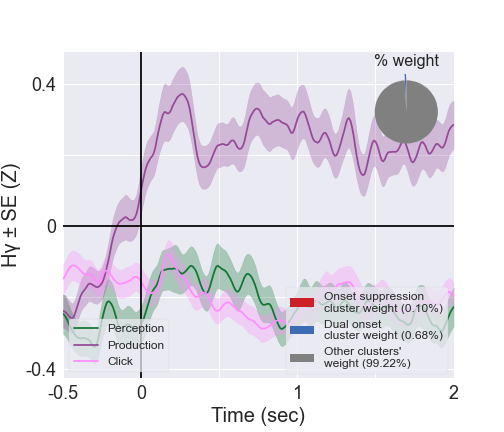 % weight
0.4
0
-0.4
Hγ ± SE (Z)
Perception
Production
Click
Onset suppression
cluster weight (0.10%)
Dual onset
cluster weight (0.68%)
Other clusters'
weight (99.22%)
-0.5
0
1
2
Time (sec)